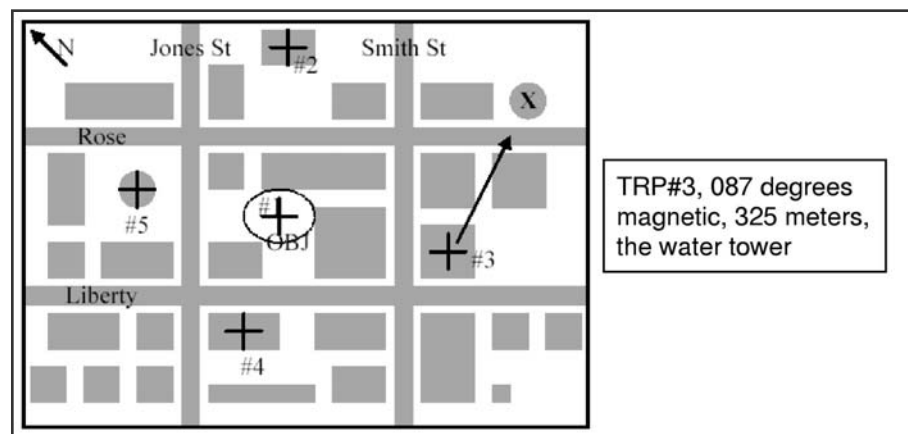 N
Jones St
Smith St
#2
X
Rose
#5
#
OBJ
#3
Liberty
#4
TRP#3, 087 degrees
magnetic, 325 meters,
the water tower